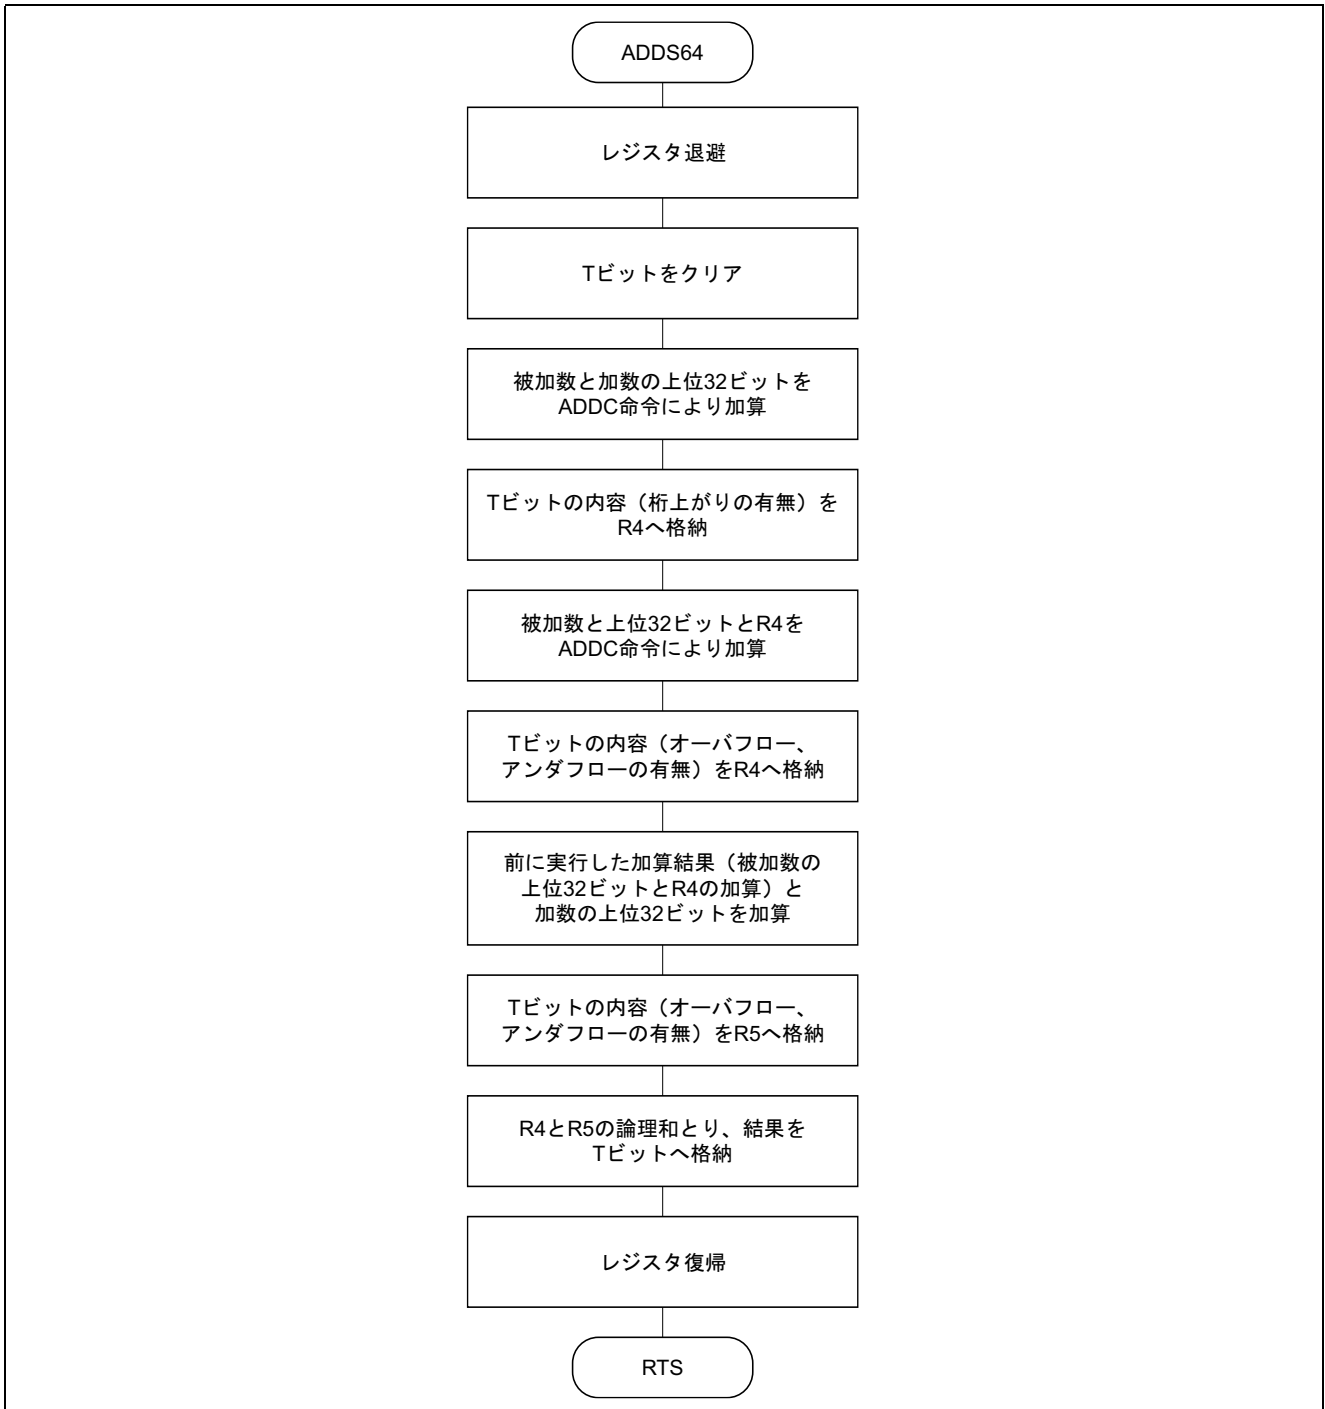 ADDS64
レジスタ退避
Tビットをクリア
被加数と加数の上位32ビットを
ADDC命令により加算
Tビットの内容（桁上がりの有無）を
R4へ格納
被加数と上位32ビットとR4を
ADDC命令により加算
Tビットの内容（オーバフロー、
アンダフローの有無）をR4へ格納
前に実行した加算結果（被加数の
上位32ビットとR4の加算）と
加数の上位32ビットを加算
Tビットの内容（オーバフロー、
アンダフローの有無）をR5へ格納
R4とR5の論理和とり、結果を
Tビットへ格納
レジスタ復帰
RTS